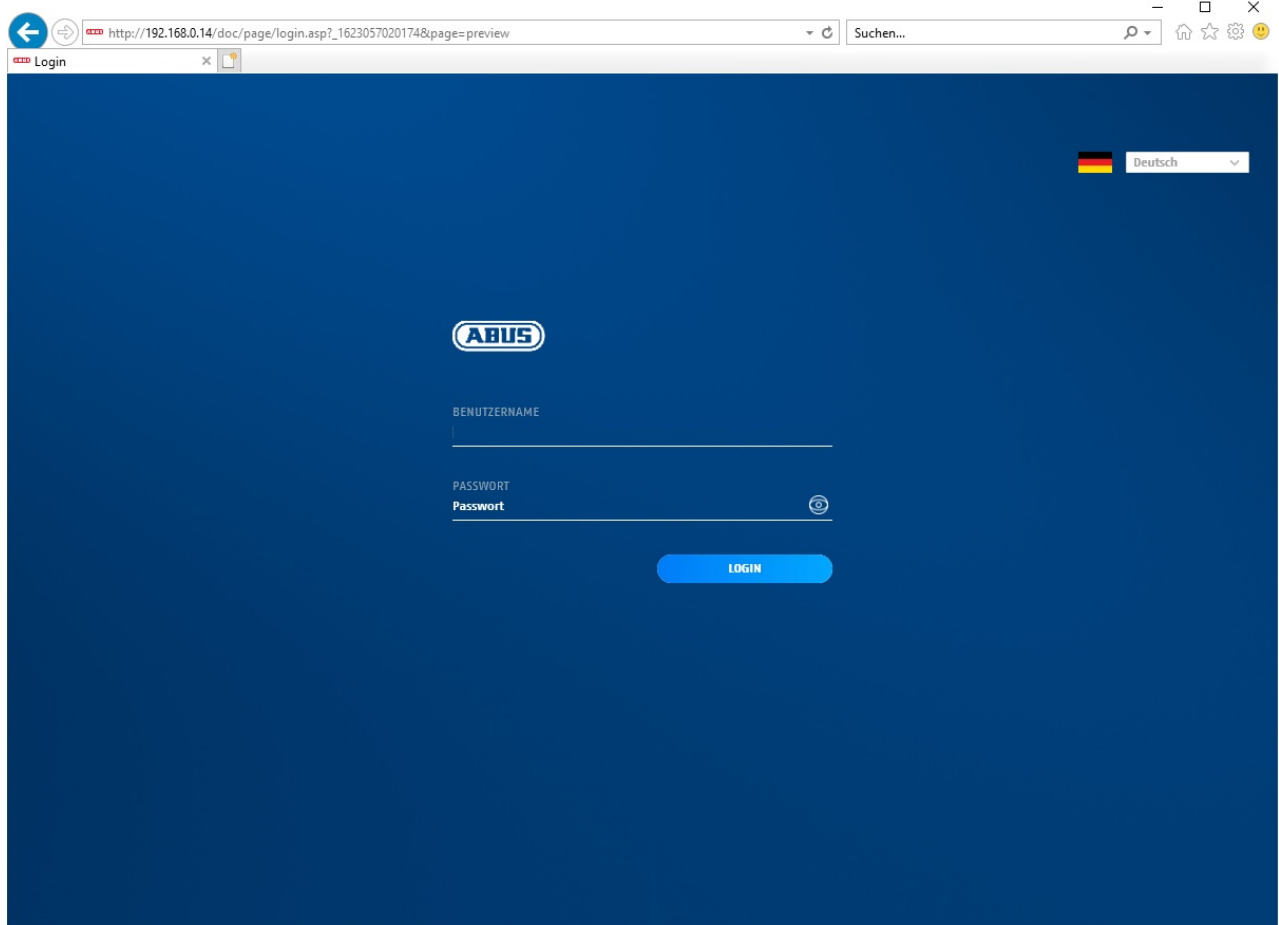 http://192.168.0.14/doc/page/login.asp?_1623057020174&page=preview
Suchen...
Login
Deutsch
ABUS
BENUTZERNAME
PASSWORT
Passwort
LOGIN